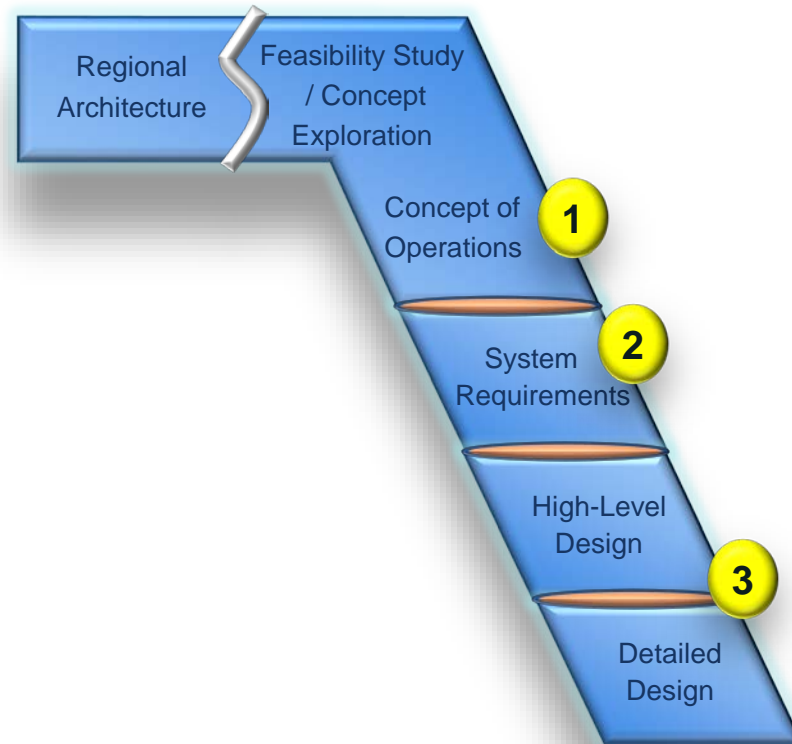 Regional
Architecture
Feasibility Study
/ Concept
Exploration
Concept of
Operations
1
System
Requirements
2
High-Level
Design
3
Detailed
Design